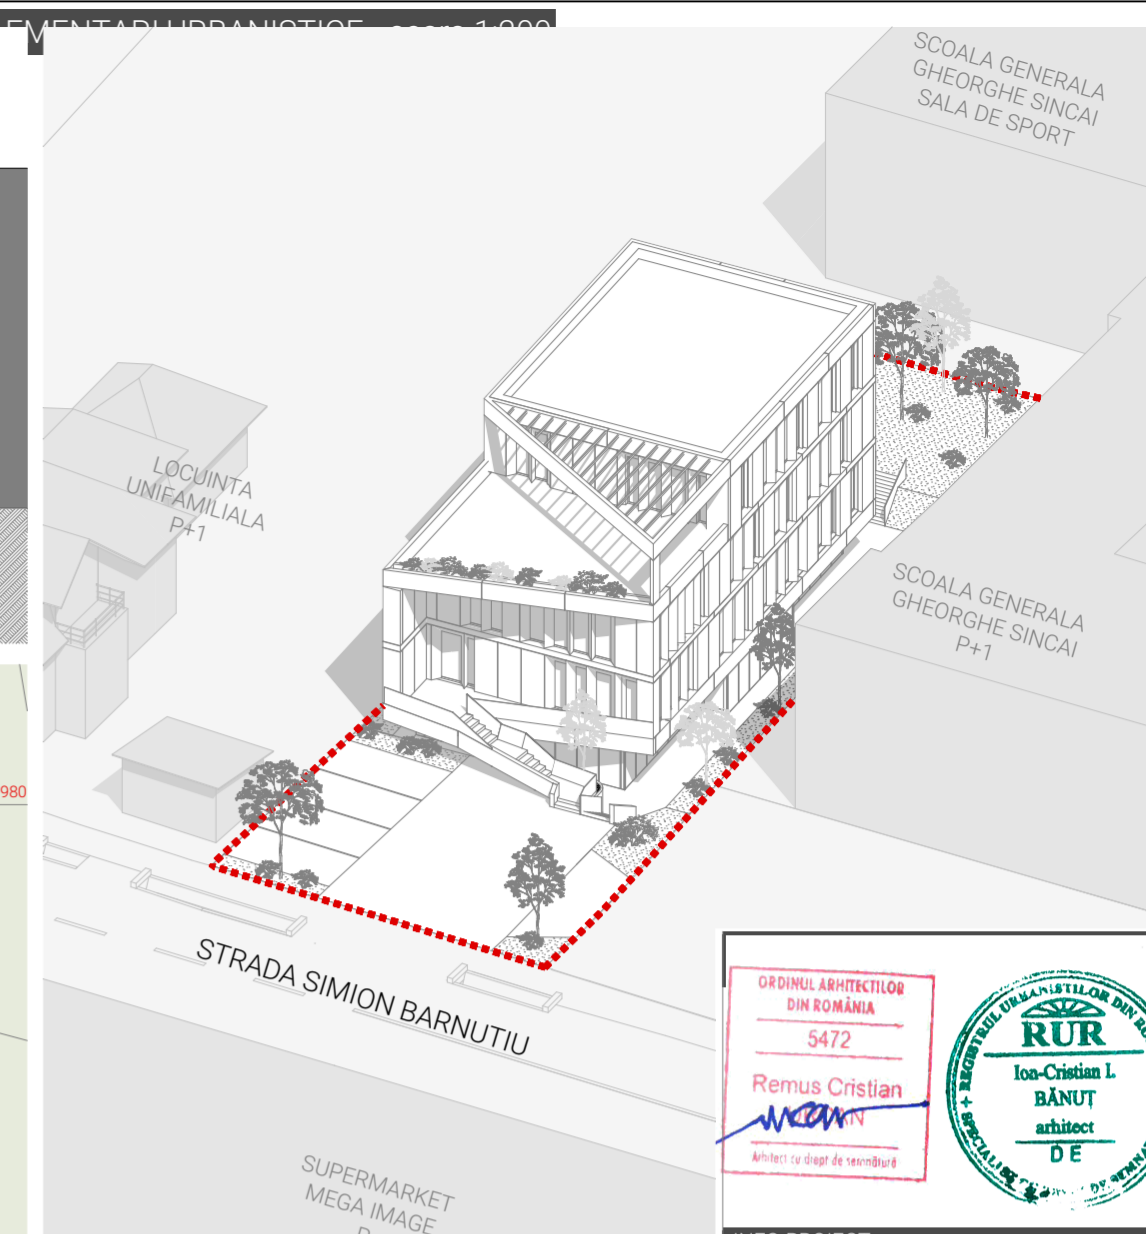 SCOALA GENERALA
GHEORGHE SINCAI
SALA DE SPORT
LOCUINTA
UNIFAMILIALA
P+1
SCOALA GENERALA
GHEORGHE SINCAI
P+1
980
STRADA SIMION BARNUTIU
SUPERMARKET
MEGA IMAGE
ORDINUL ARHITECTILOR
DIN ROMÂNIA
5472
Remus Cristian
Arhitect cu drept de semnătură
REGISTRUL URBANISTILOR DIN
RUR
Ion-Cristian I.
BĂNUȚ
arhitect
D E